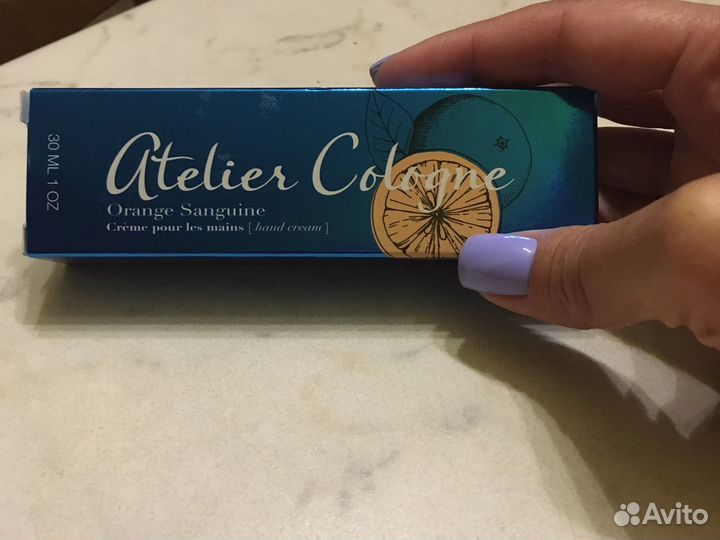 30 ML 1 OZ
Atelier Cologne
Orange Sanguine
Crème pour les mains [ hand cream ]
Avito